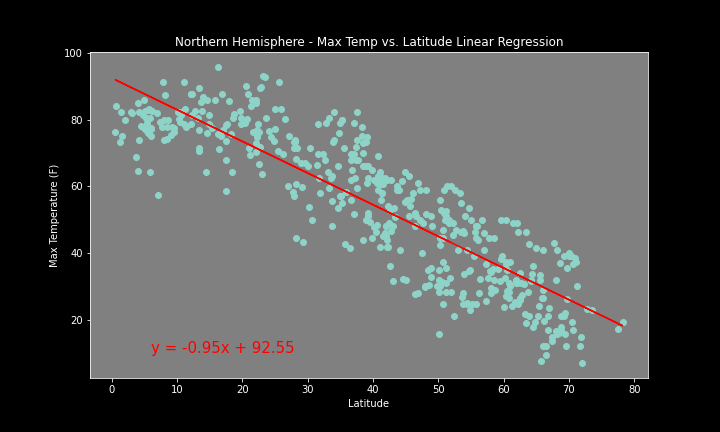 Northern Hemisphere - Max Temp vs. Latitude Linear Regression
100
80
60
40
20
Max Temperature (F)
y = -0.95x + 92.55
0 10 20 30 40 50 60 70 80
Latitude